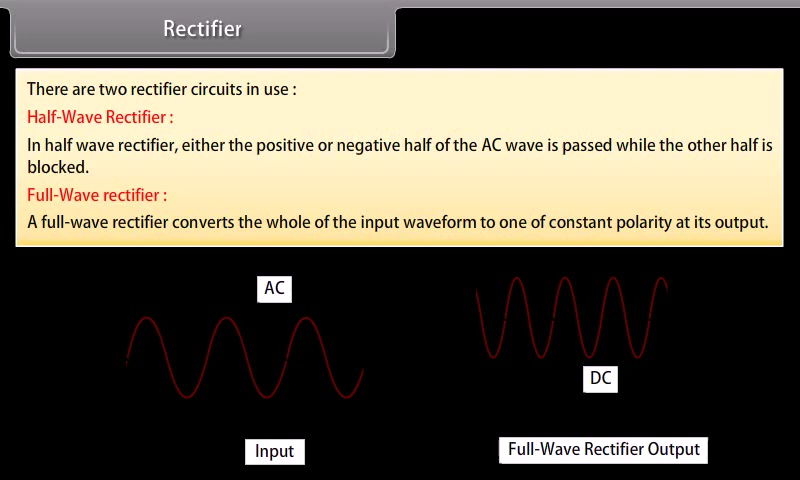 Rectifier
There are two rectifier circuits in use :
Half-Wave Rectifier :
In half wave rectifier, either the positive or negative half of the AC wave is passed while the other half is
blocked.
Full-Wave rectifier :
A full-wave rectifier converts the whole of the input waveform to one of constant polarity at its output.
AC
DC
Input
Full-Wave Rectifier Output